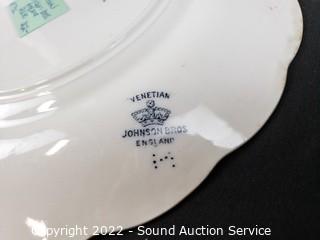 VENETIAN
JOHNSON BROS
ENGLAND
Copyright 2022 - Sound Auction Service